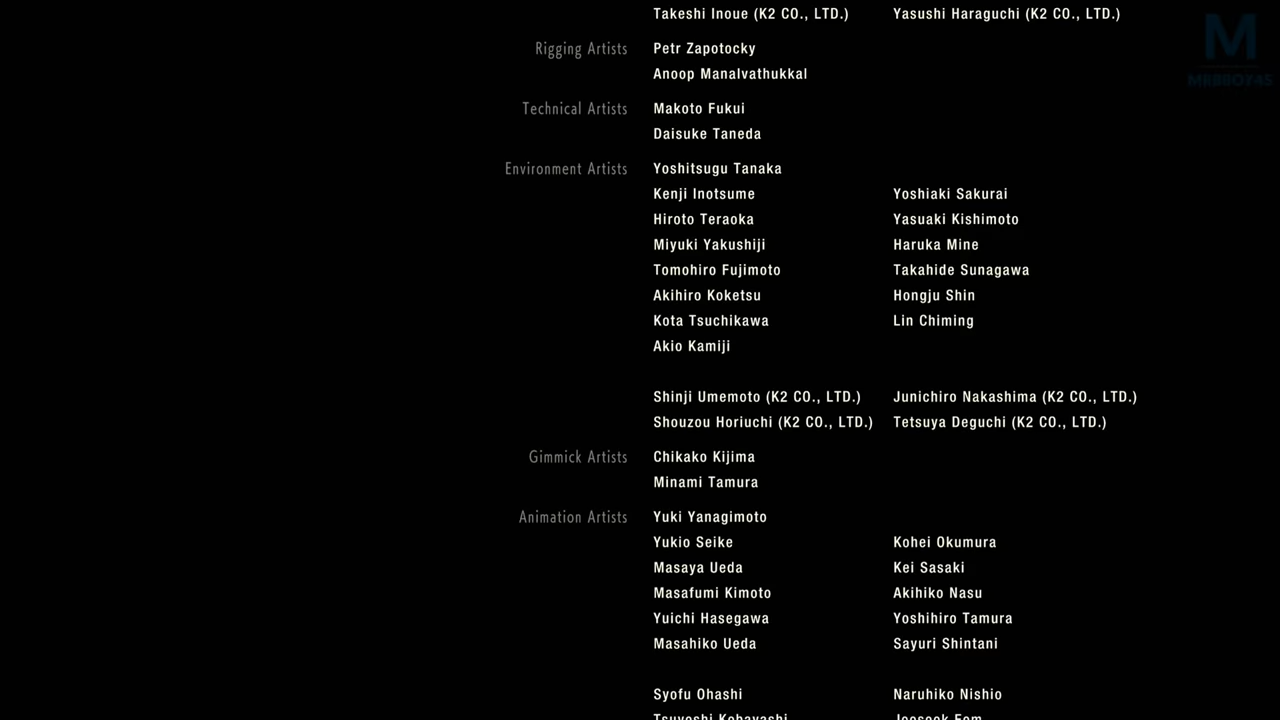 Takeshi Inoue (K2 CO., LTD.) Yasushi Haraguchi (K2 CO., LTD.)
M
Rigging Artists Petr Zapotocky
Anoop Manalvathukkal
Technical Artists Makoto Fukui
Daisuke Taneda
Environment Artists Yoshitsugu Tanaka
Kenji Inotsume Yoshiaki Sakurai
Hiroto Teraoka Yasuaki Kishimoto
Miyuki Yakushiji Haruka Mine
Tomohiro Fujimoto Takahide Sunagawa
Akihiro Koketsu Hongju Shin
Kota Tsuchikawa Lin Chiming
Akio Kamiji
Shinji Umemoto (K2 CO., LTD.) Junichiro Nakashima (K2 CO., LTD.)
Shouzou Horiuchi (K2 CO., LTD.) Tetsuya Deguchi (K2 CO., LTD.)
Gimmick Artists Chikako Kijima
Minami Tamura
Animation Artists Yuki Yanagimoto
Yukio Seike Kohei Okumura
Masaya Ueda Kei Sasaki
Masafumi Kimoto Akihiko Nasu
Yuichi Hasegawa Yoshihiro Tamura
Masahiko Ueda Sayuri Shintani
Syofu Ohashi Naruhiko Nishio